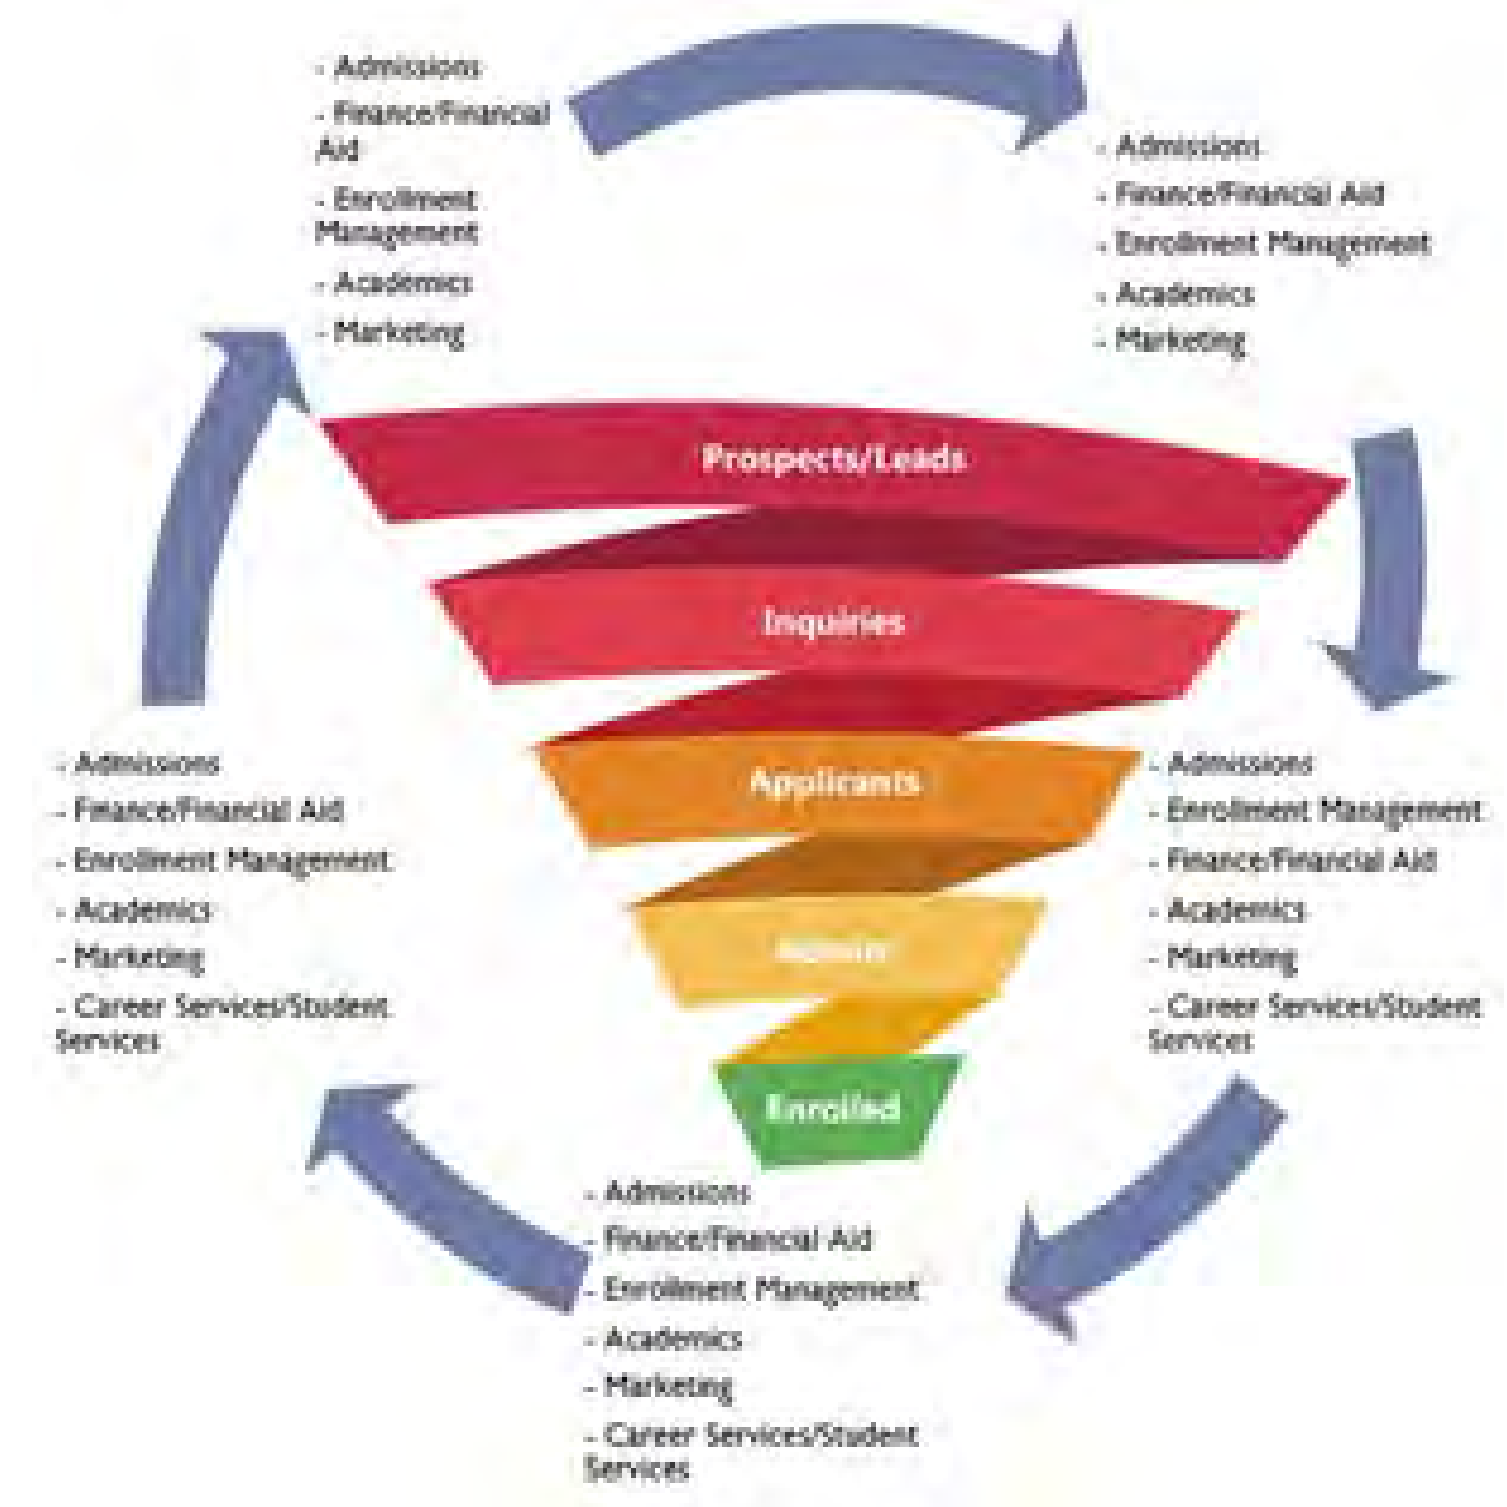 - Admissions
- Finance/Financial
Aid
- Enrollment
Management
- Academics
- Marketing
- Admissions
- Finance/Financial Aid
- Enrollment Management
- Academics
- Marketing
Prospects/Leads
Inquiries
Applicants
Enrolled
- Admissions
- Finance/Financial Aid
- Enrollment Management
- Academics
- Marketing
- Career Services/Student
Services
- Admissions
- Enrollment Management
- Finance/Financial Aid
- Academics
- Marketing
- Career Services/Student
Services
- Admissions
- Finance/Financial Aid
- Enrollment Management
- Academics
- Marketing
- Career Services/Student
Services